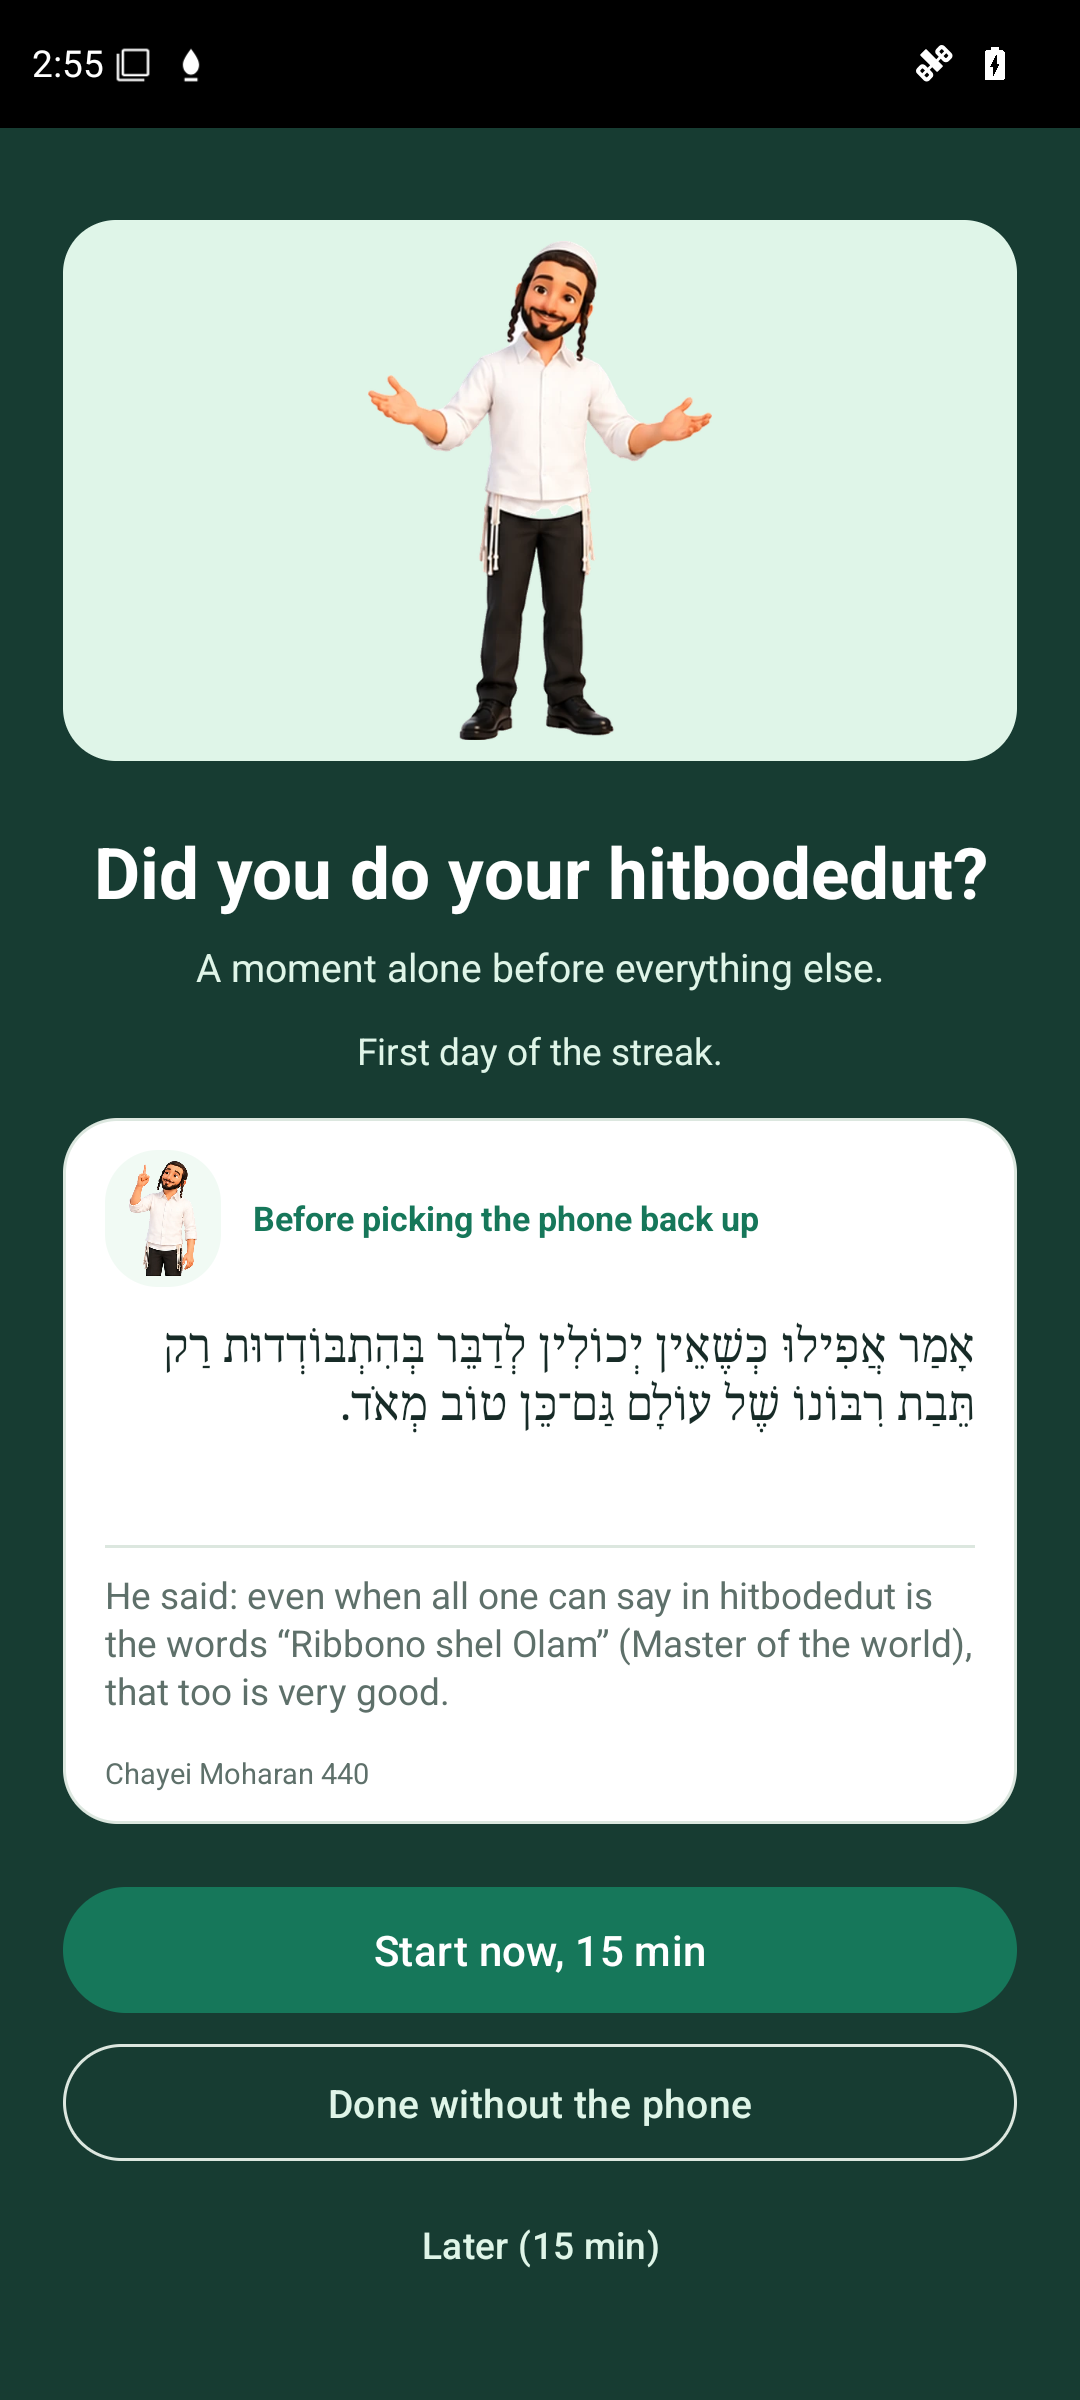 2:55
Did you do your hitbodedut?
A moment alone before everything else.
First day of the streak.
Before picking the phone back up
אָמַר אֲפִילוּ כְּשֶׁאֵין יְכוֹלִין לְדַבֵּר בְּהִתְבּוֹדְדוּת רַק
תֵּבַת רִבּוֹנוֹ שֶׁל עוֹלָם גַּם־כֵּן טוֹב מְאֹד.
He said: even when all one can say in hitbodedut is
the words “Ribbono shel Olam” (Master of the world),
that too is very good.
Chayei Moharan 440
Start now, 15 min
Done without the phone
Later (15 min)